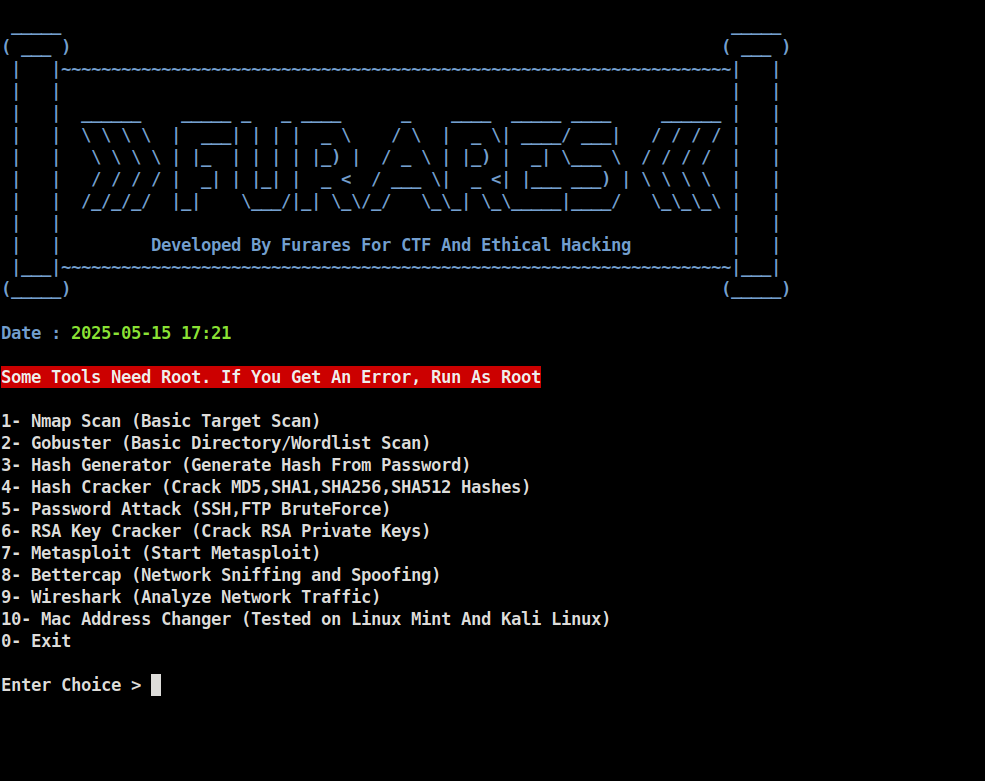 FURARES
Developed By Furares For CTF And Ethical Hacking
Date : 2025-05-15 17:21
Some Tools Need Root. If You Get An Error, Run As Root
1- Nmap Scan (Basic Target Scan)
2- Gobuster (Basic Directory/Wordlist Scan)
3- Hash Generator (Generate Hash From Password)
4- Hash Cracker (Crack MD5,SHA1,SHA256,SHA512 Hashes)
5- Password Attack (SSH,FTP BruteForce)
6- RSA Key Cracker (Crack RSA Private Keys)
7- Metasploit (Start Metasploit)
8- Bettercap (Network Sniffing and Spoofing)
9- Wireshark (Analyze Network Traffic)
10- Mac Address Changer (Tested on Linux Mint And Kali Linux)
0- Exit
Enter Choice >